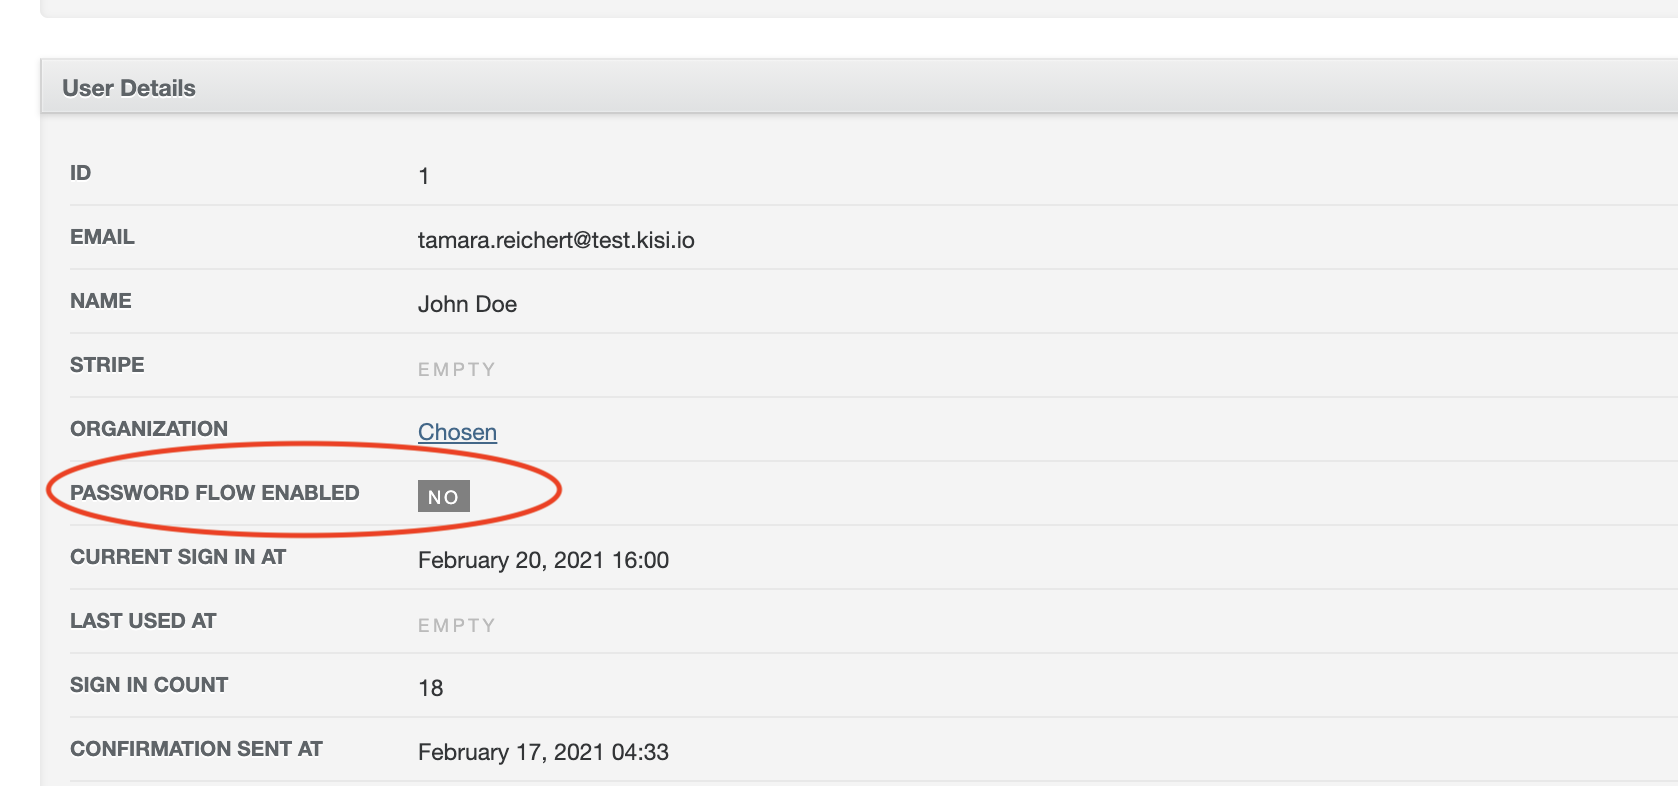 User Details
ID 1
EMAIL tamara.reichert@test.kisi.io
NAME John Doe
STRIPE EMPTY
ORGANIZATION Chosen
PASSWORD FLOW ENABLED NO
CURRENT SIGN IN AT February 20, 2021 16:00
LAST USED AT EMPTY
SIGN IN COUNT 18
CONFIRMATION SENT AT February 17, 2021 04:33